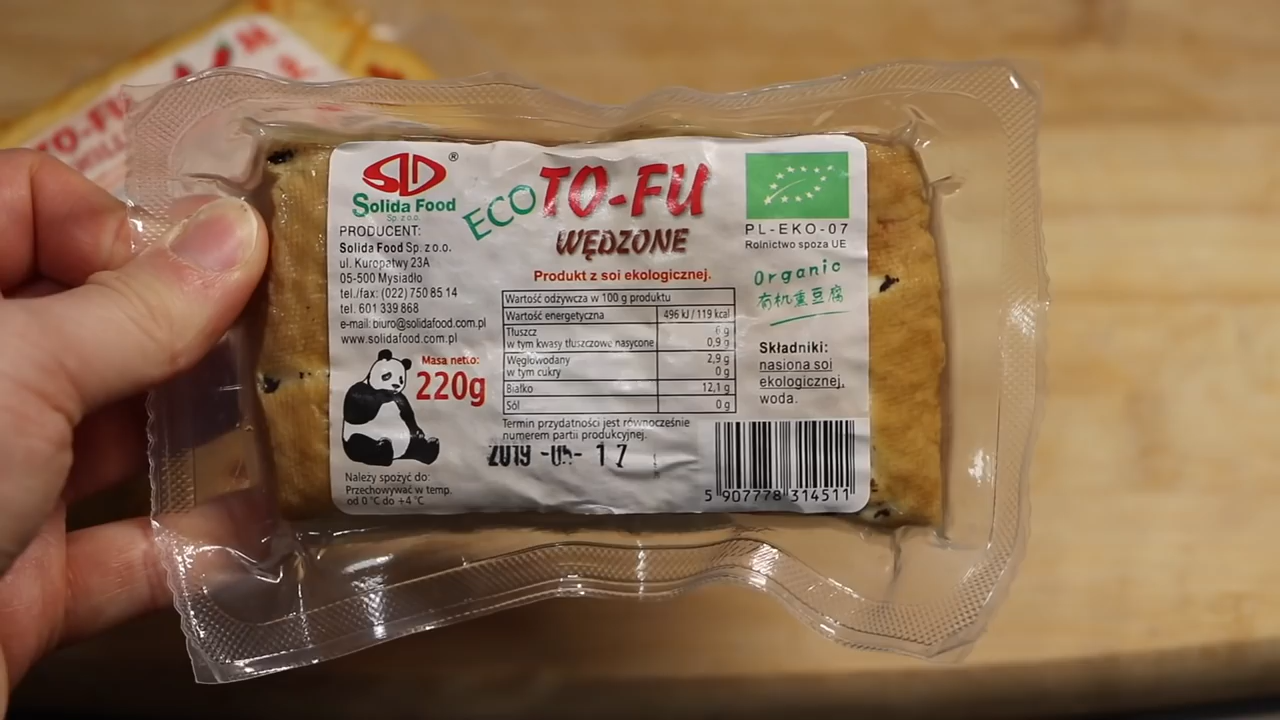 SD®
Solida Food
Sp. z o.o.
PRODUCENT:
Solida Food Sp. z o.o.
ul. Kuropatwy 23A
05-500 Mysiadło
tel./fax: (022) 750 85 14
tel. 601 339 868
e-mail: biuro@solidafood.com.pl
www.solidafood.com.pl
Masa netto:
220g
Należy spożyć do:
Przechowywać w temp.
od 0 °C do +4 °C
ECO TO-FU
WĘDZONE
Produkt z soi ekologicznej.
Wartość odżywcza w 100 g produktu
Wartość energetyczna 496 kJ / 119 kcal
Tłuszcz 6 g
w tym kwasy tłuszczowe nasycone 0,9 g
Węglowodany 2,9 g
w tym cukry 0 g
Białko 12,1 g
Sól 0 g
Termin przydatności jest równocześnie
numerem partii produkcyjnej.
2019-05-17
PL-EKO-07
Rolnictwo spoza UE
Organic
有机熏豆腐
Składniki:
nasiona soi
ekologicznej,
woda.
5 907778 314511
TO-FU